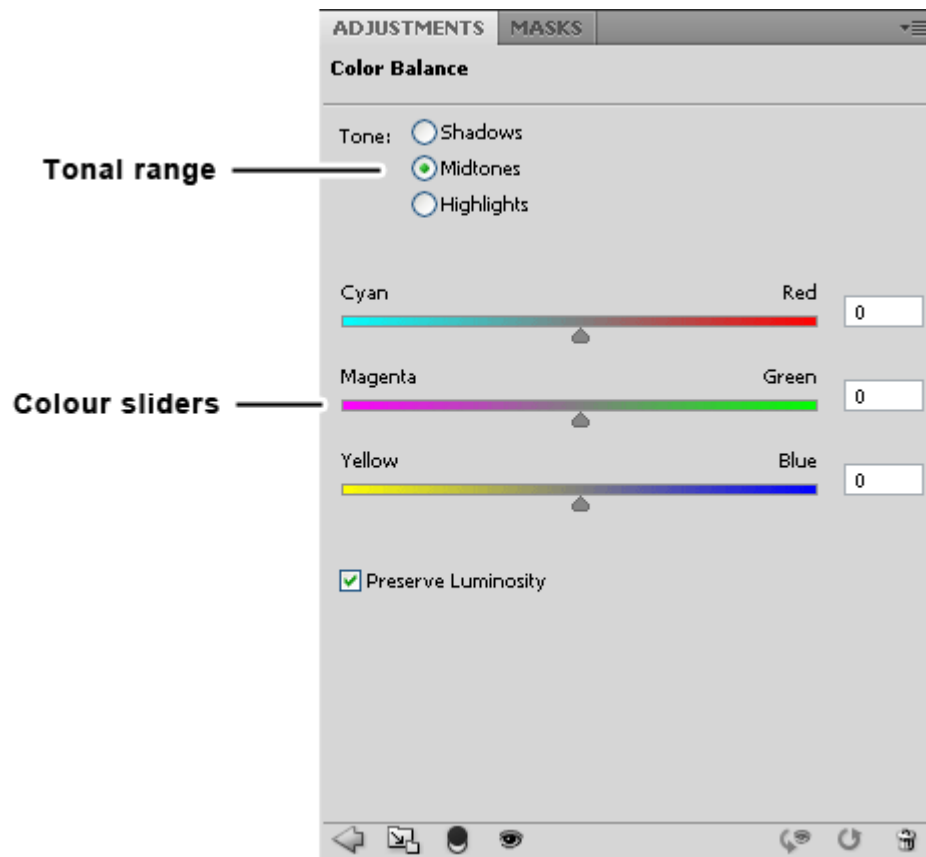 ADJUSTMENTS MASKS
Color Balance
Tone: Shadows
Tonal range
Midtones
Highlights
Cyan Red 0
Magenta Green 0
Colour sliders
Yellow Blue 0
Preserve Luminosity